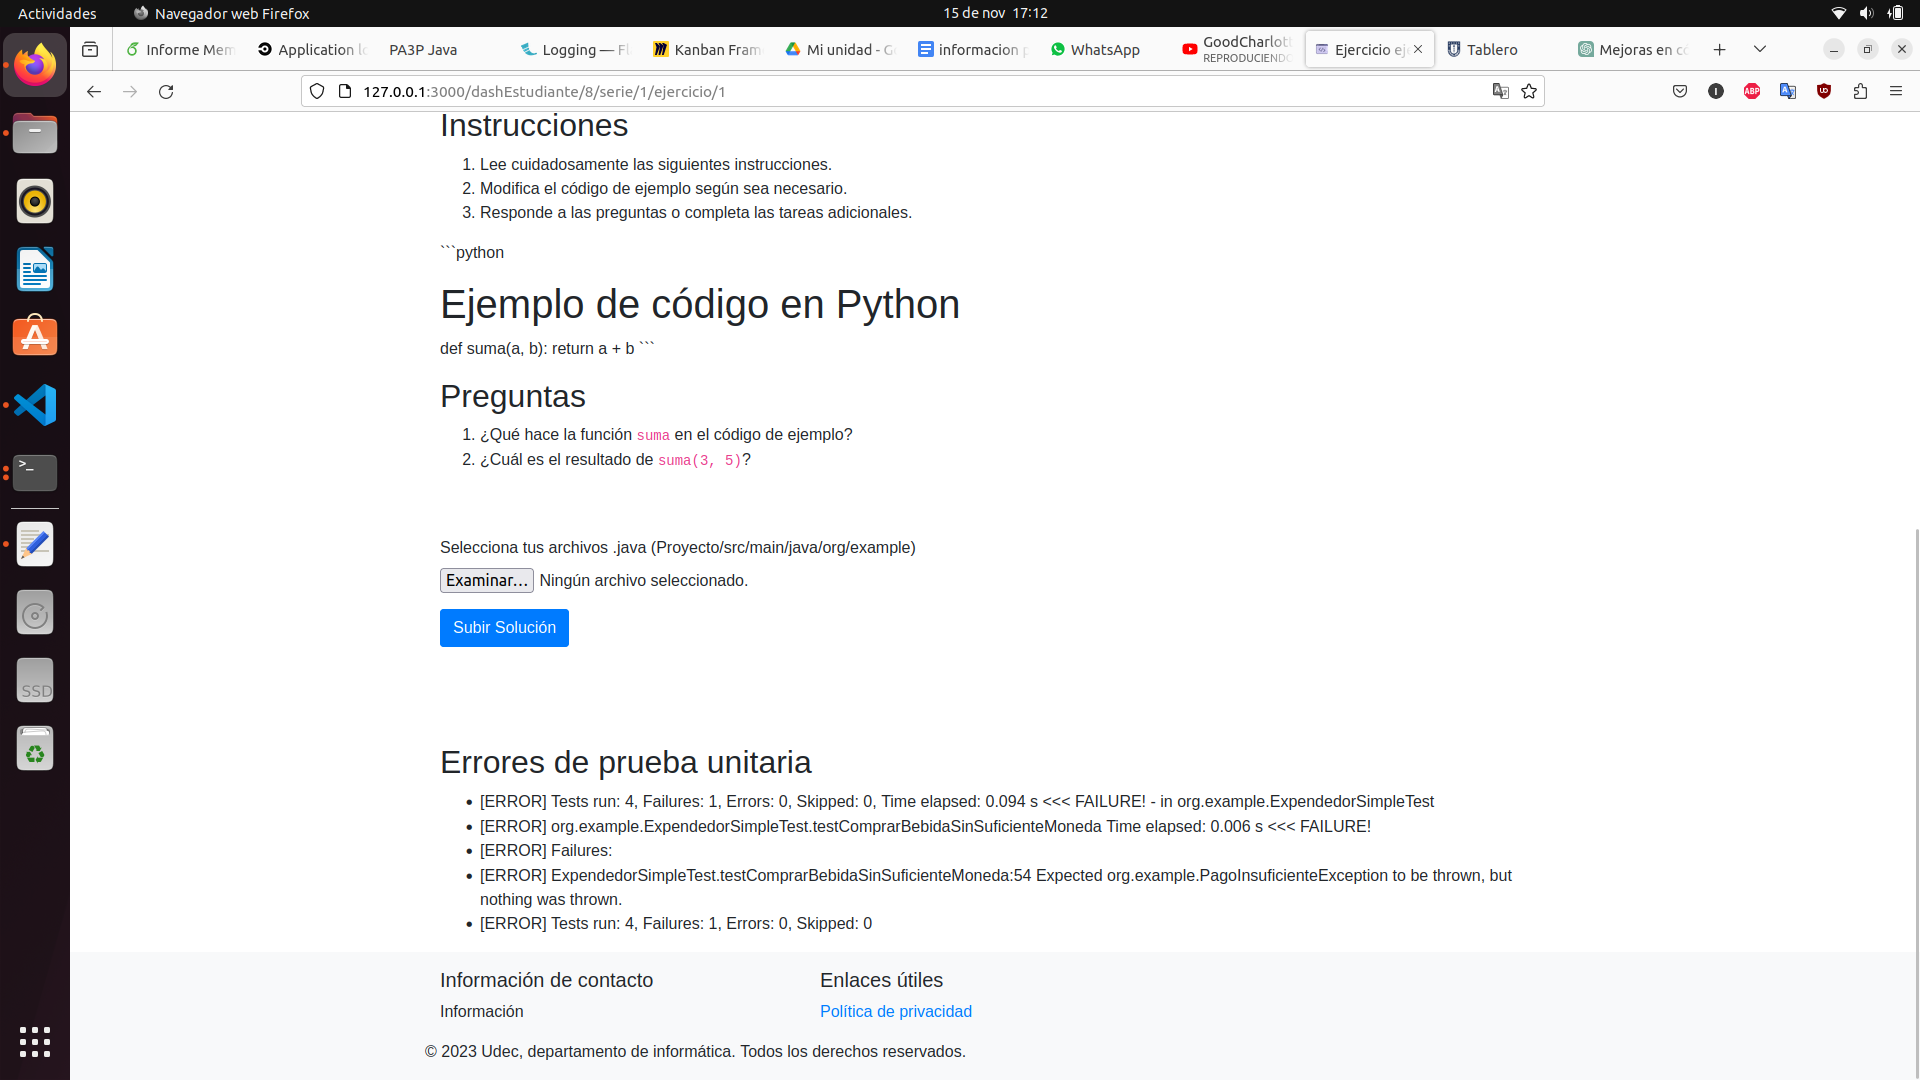 Actividades
Navegador web Firefox
15 de nov 17:12
Informe Mem
Application lo
PA3P Java
Logging — Fl
Kanban Fram
Mi unidad - G
informacion p
WhatsApp
GoodCharlott
REPRODUCIENDO
Ejercicio eje
Tablero
Mejoras en có
127.0.0.1:3000/dashEstudiante/8/serie/1/ejercicio/1
ABP
Instrucciones
1. Lee cuidadosamente las siguientes instrucciones.
2. Modifica el código de ejemplo según sea necesario.
3. Responde a las preguntas o completa las tareas adicionales.
```python
Ejemplo de código en Python
def suma(a, b): return a + b ```
Preguntas
1. ¿Qué hace la función suma en el código de ejemplo?
2. ¿Cuál es el resultado de suma(3, 5)?
Selecciona tus archivos .java (Proyecto/src/main/java/org/example)
Examinar... Ningún archivo seleccionado.
Subir Solución
SSD
Errores de prueba unitaria
• [ERROR] Tests run: 4, Failures: 1, Errors: 0, Skipped: 0, Time elapsed: 0.094 s <<< FAILURE! - in org.example.ExpendedorSimpleTest
• [ERROR] org.example.ExpendedorSimpleTest.testComprarBebidaSinSuficienteMoneda Time elapsed: 0.006 s <<< FAILURE!
• [ERROR] Failures:
• [ERROR] ExpendedorSimpleTest.testComprarBebidaSinSuficienteMoneda:54 Expected org.example.PagoInsuficienteException to be thrown, but
nothing was thrown.
• [ERROR] Tests run: 4, Failures: 1, Errors: 0, Skipped: 0
Información de contacto
Enlaces útiles
Información
Política de privacidad
© 2023 Udec, departamento de informática. Todos los derechos reservados.